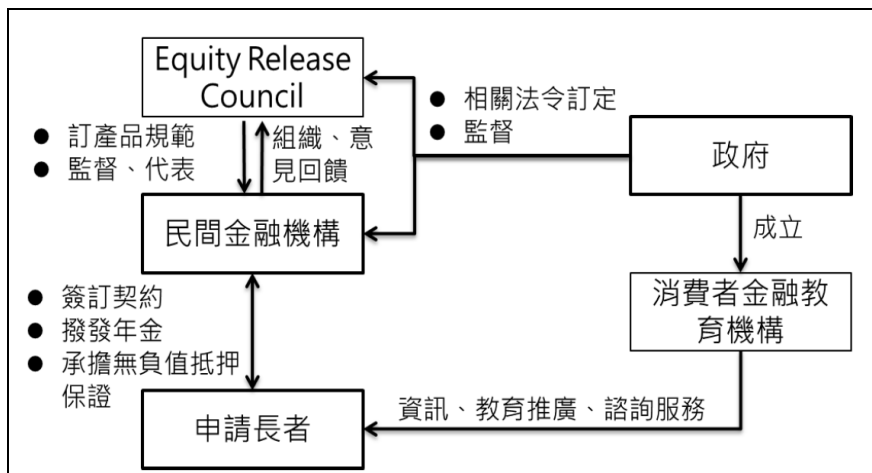 Equity Release
Council
● 相關法令訂定
● 監督
● 訂產品規範
● 監督、代表
組織、意
見回饋
政府
民間金融機構
成立
● 簽訂契約
● 撥發年金
● 承擔無負值抵押
保證
消費者金融教
育機構
申請長者
資訊、教育推廣、諮詢服務